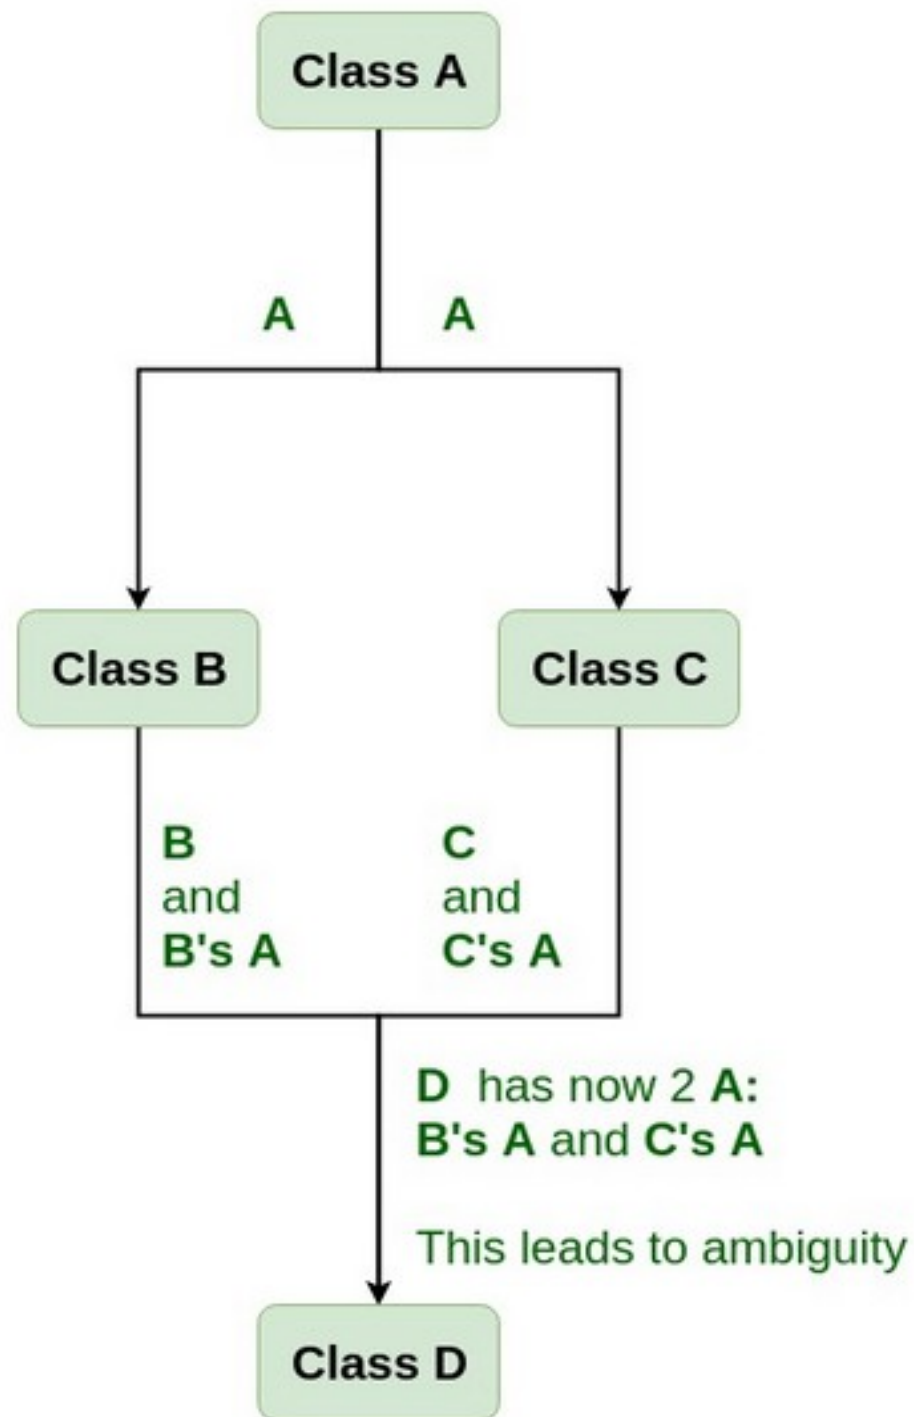 Class A
A
A
Class B
Class C
B
and
B's A
C
and
C's A
D has now 2 A:
B's A and C's A
This leads to ambiguity
Class D